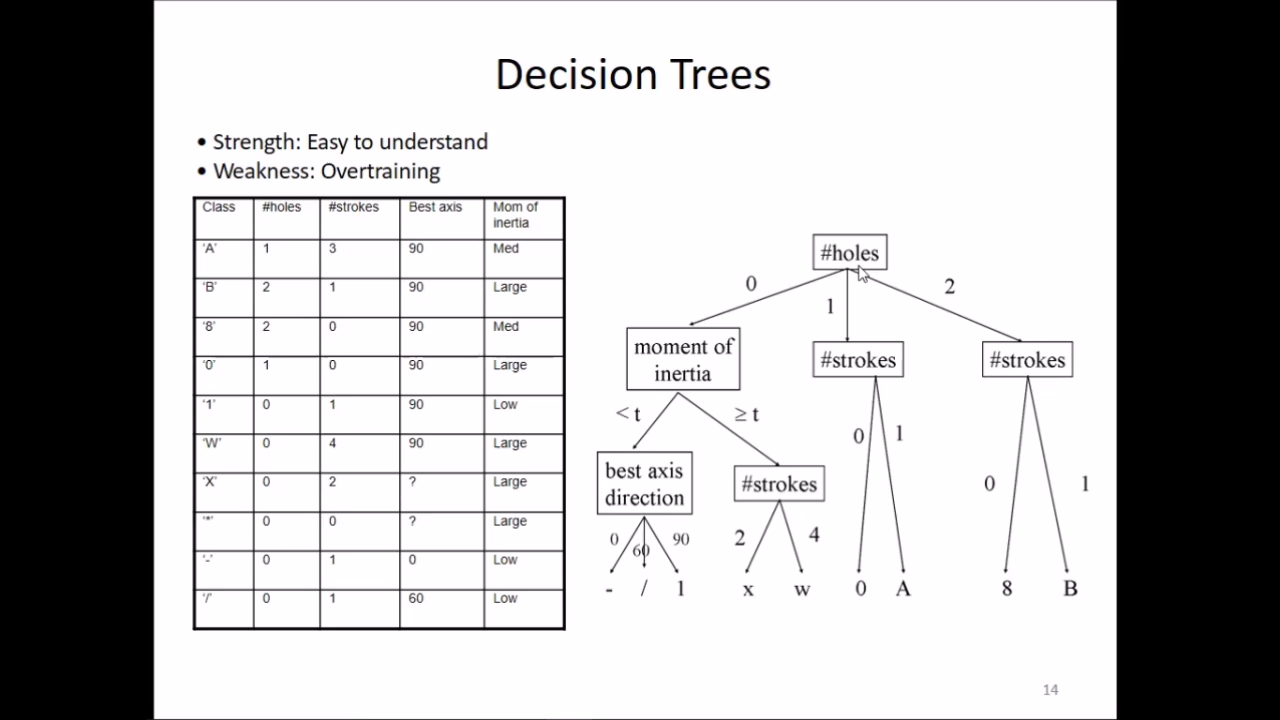 Decision Trees
• Strength: Easy to understand
• Weakness: Overtraining
Class #holes #strokes Best axis Mom of inertia
‘A’ 1 3 90 Med
‘B’ 2 1 90 Large
‘8’ 2 0 90 Med
‘0’ 1 0 90 Large
‘1’ 0 1 90 Low
‘W’ 0 4 90 Large
‘X’ 0 2 ? Large
‘*’ 0 0 ? Large
‘-’ 0 1 0 Low
‘/’ 0 1 60 Low
#holes
0 1 2
moment of
inertia
#strokes
#strokes
< t ≥ t
best axis
direction
#strokes
0 1
0 1
0 60 90
2 4
- / 1 x w 0 A 8 B
14